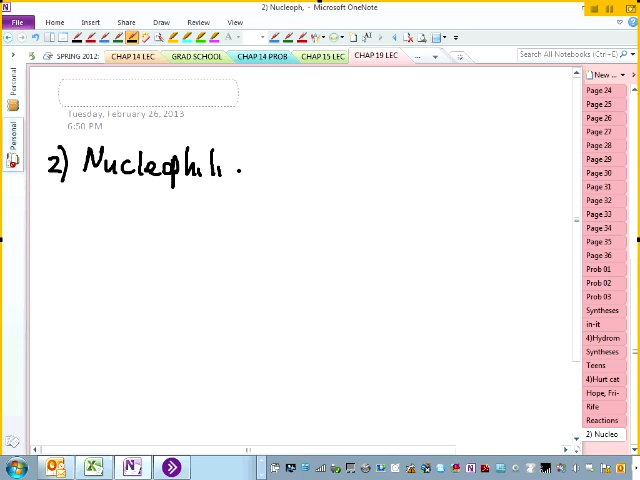 2) Nucleoph, - Microsoft OneNote
File Home Insert Share Draw Review View
SPRING 2012: CHAP 14 LEC GRAD SCHOOL CHAP 14 PROB CHAP 15 LEC CHAP 19 LEC ...
Search All Notebooks (Ctrl+E)
New ...
Personal
Personal
Tuesday, February 26, 2013
6:50 PM
2) Nucleophili
Page 24
Page 25
Page 26
Page 27
Page 28
Page 29
Page 30
Page 31
Page 32
Page 33
Page 34
Page 35
Page 36
Prob 01
Prob 02
Prob 03
Syntheses
in-it
4)Hydrom
Syntheses
Teens
4)Hurt cat
Hope, Fri-
Rife
Reactions
2) Nucleo